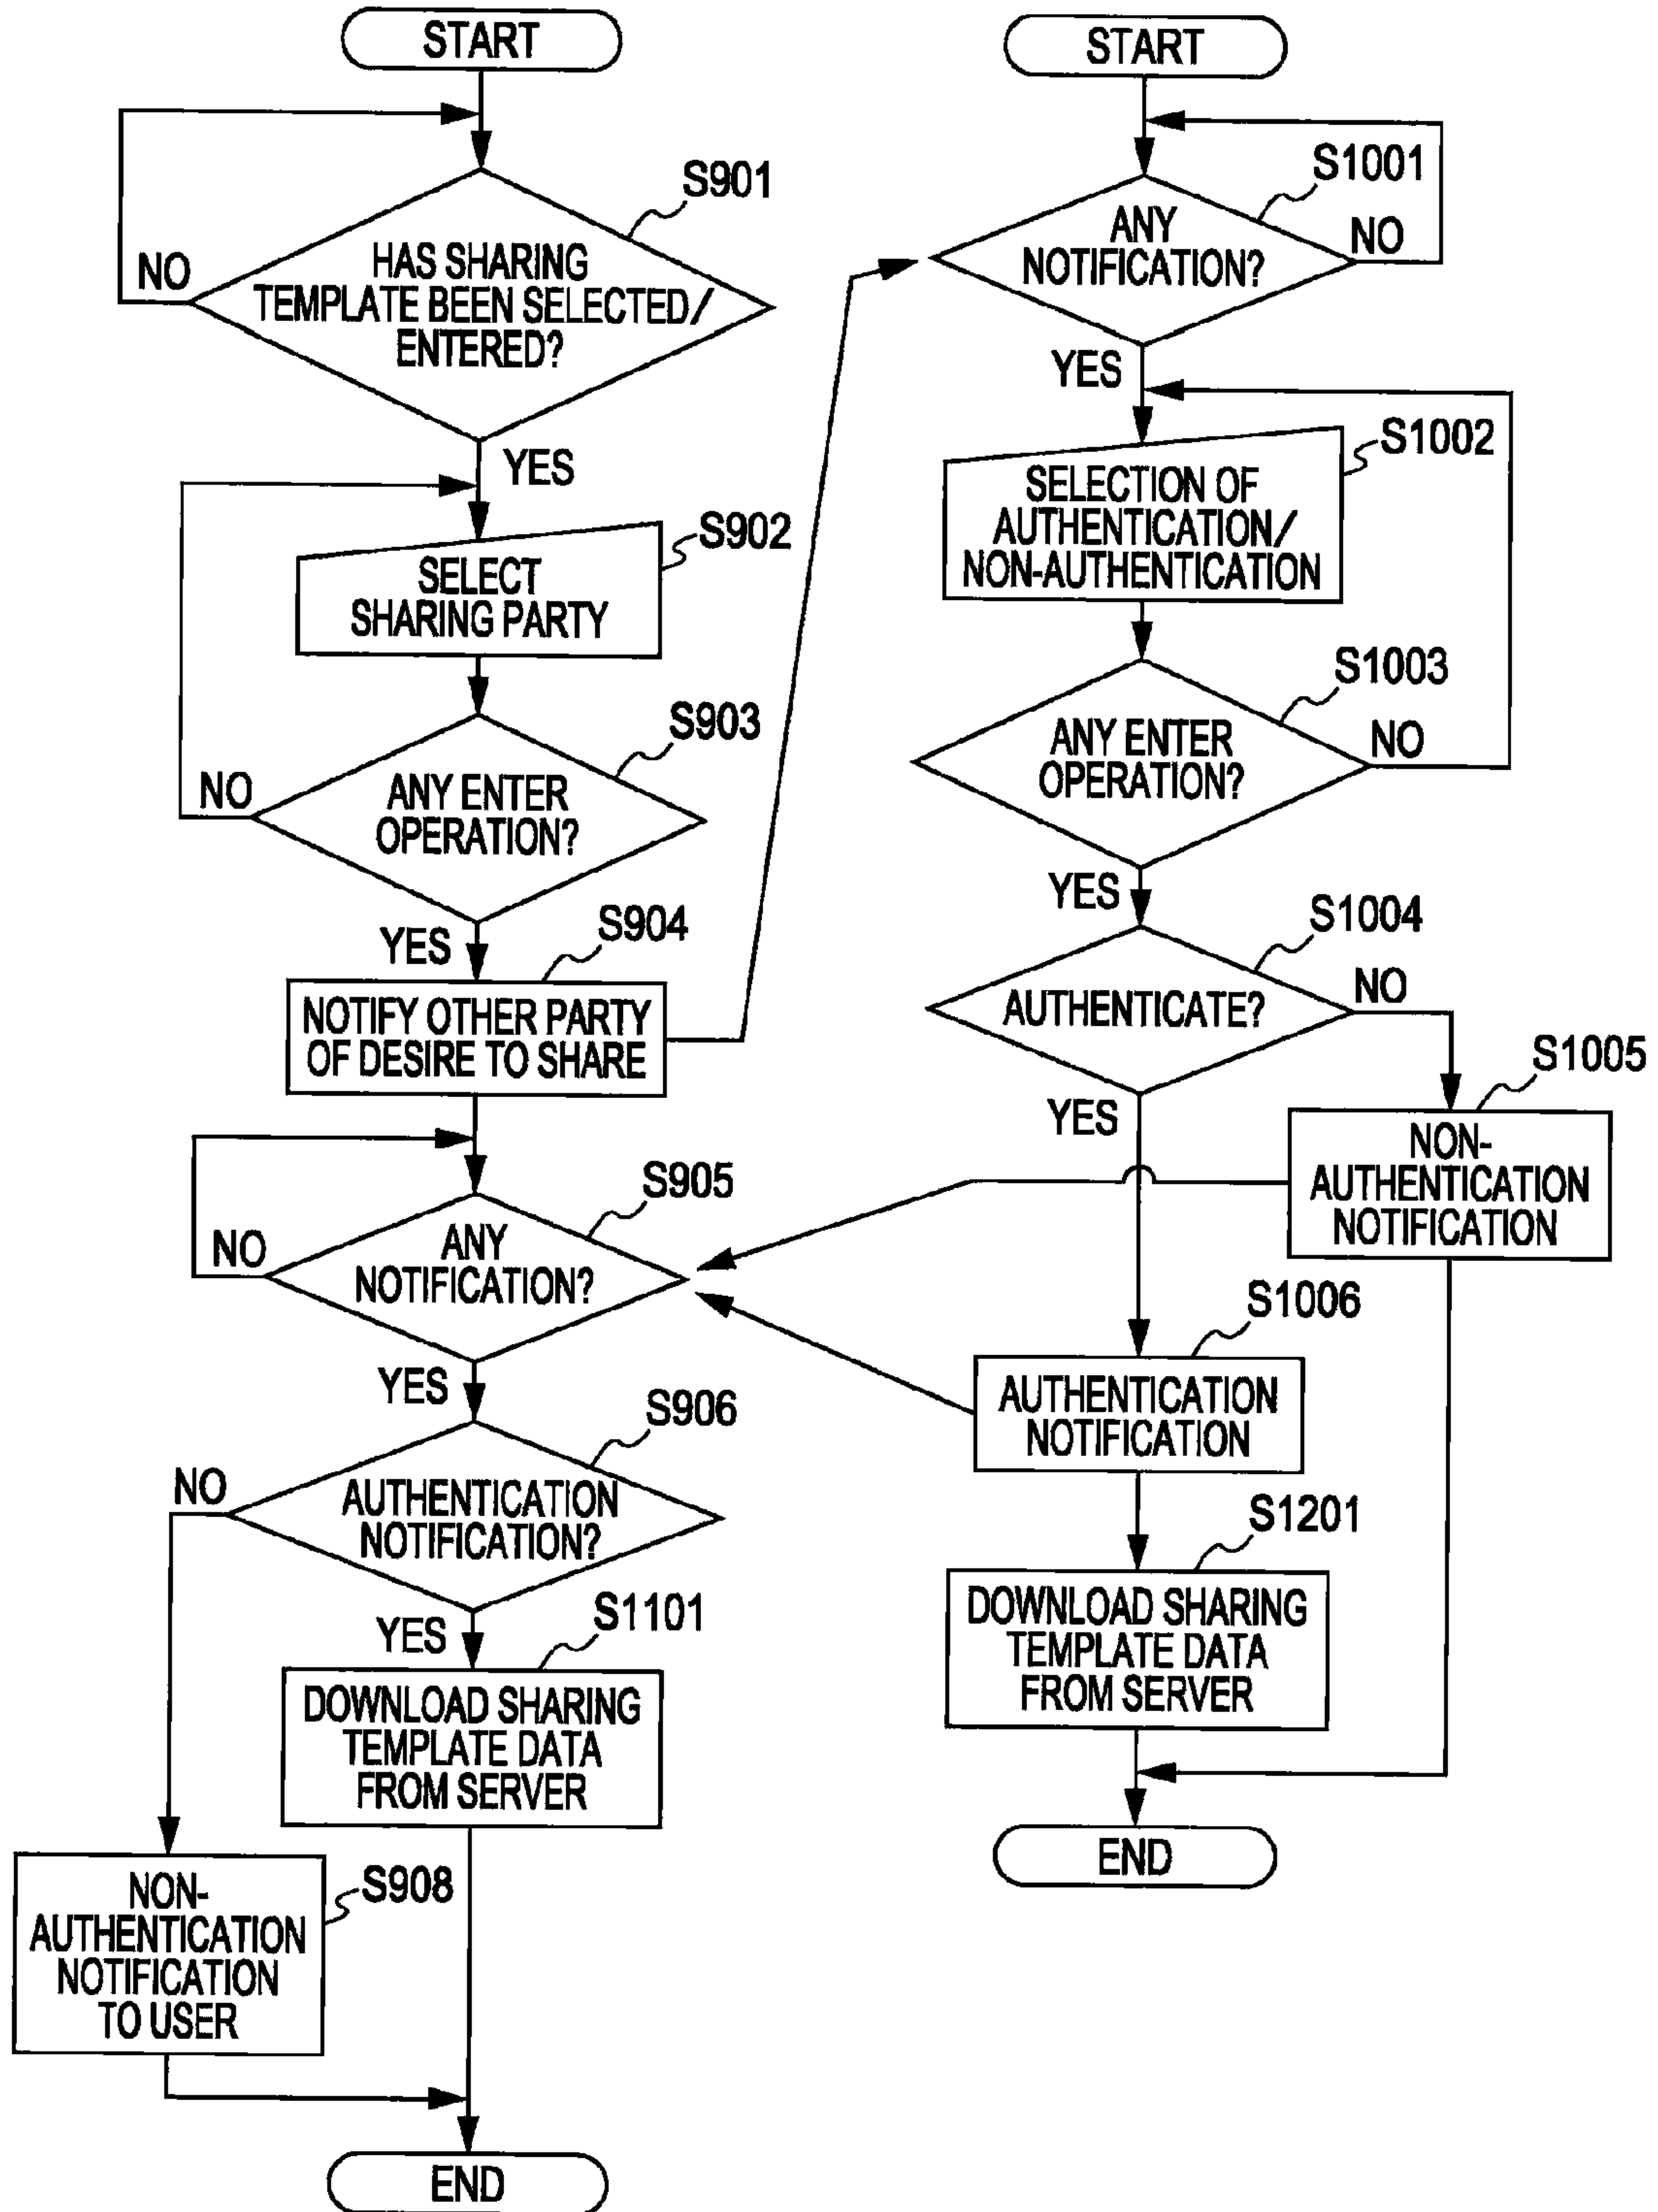 START
S901
HAS SHARING
TEMPLATE BEEN SELECTED/
ENTERED?
NO
YES
S902
SELECT
SHARING PARTY
S903
ANY ENTER
OPERATION?
NO
YES
S904
NOTIFY OTHER PARTY
OF DESIRE TO SHARE
S905
ANY
NOTIFICATION?
NO
YES
S906
AUTHENTICATION
NOTIFICATION?
NO
YES
S1101
DOWNLOAD SHARING
TEMPLATE DATA
FROM SERVER
S908
NON-
AUTHENTICATION
NOTIFICATION
TO USER
END
START
S1001
ANY
NOTIFICATION?
NO
YES
S1002
SELECTION OF
AUTHENTICATION/
NON-AUTHENTICATION
S1003
ANY ENTER
OPERATION?
NO
YES
S1004
AUTHENTICATE?
NO
YES
S1005
NON-
AUTHENTICATION
NOTIFICATION
S1006
AUTHENTICATION
NOTIFICATION
S1201
DOWNLOAD SHARING
TEMPLATE DATA
FROM SERVER
END